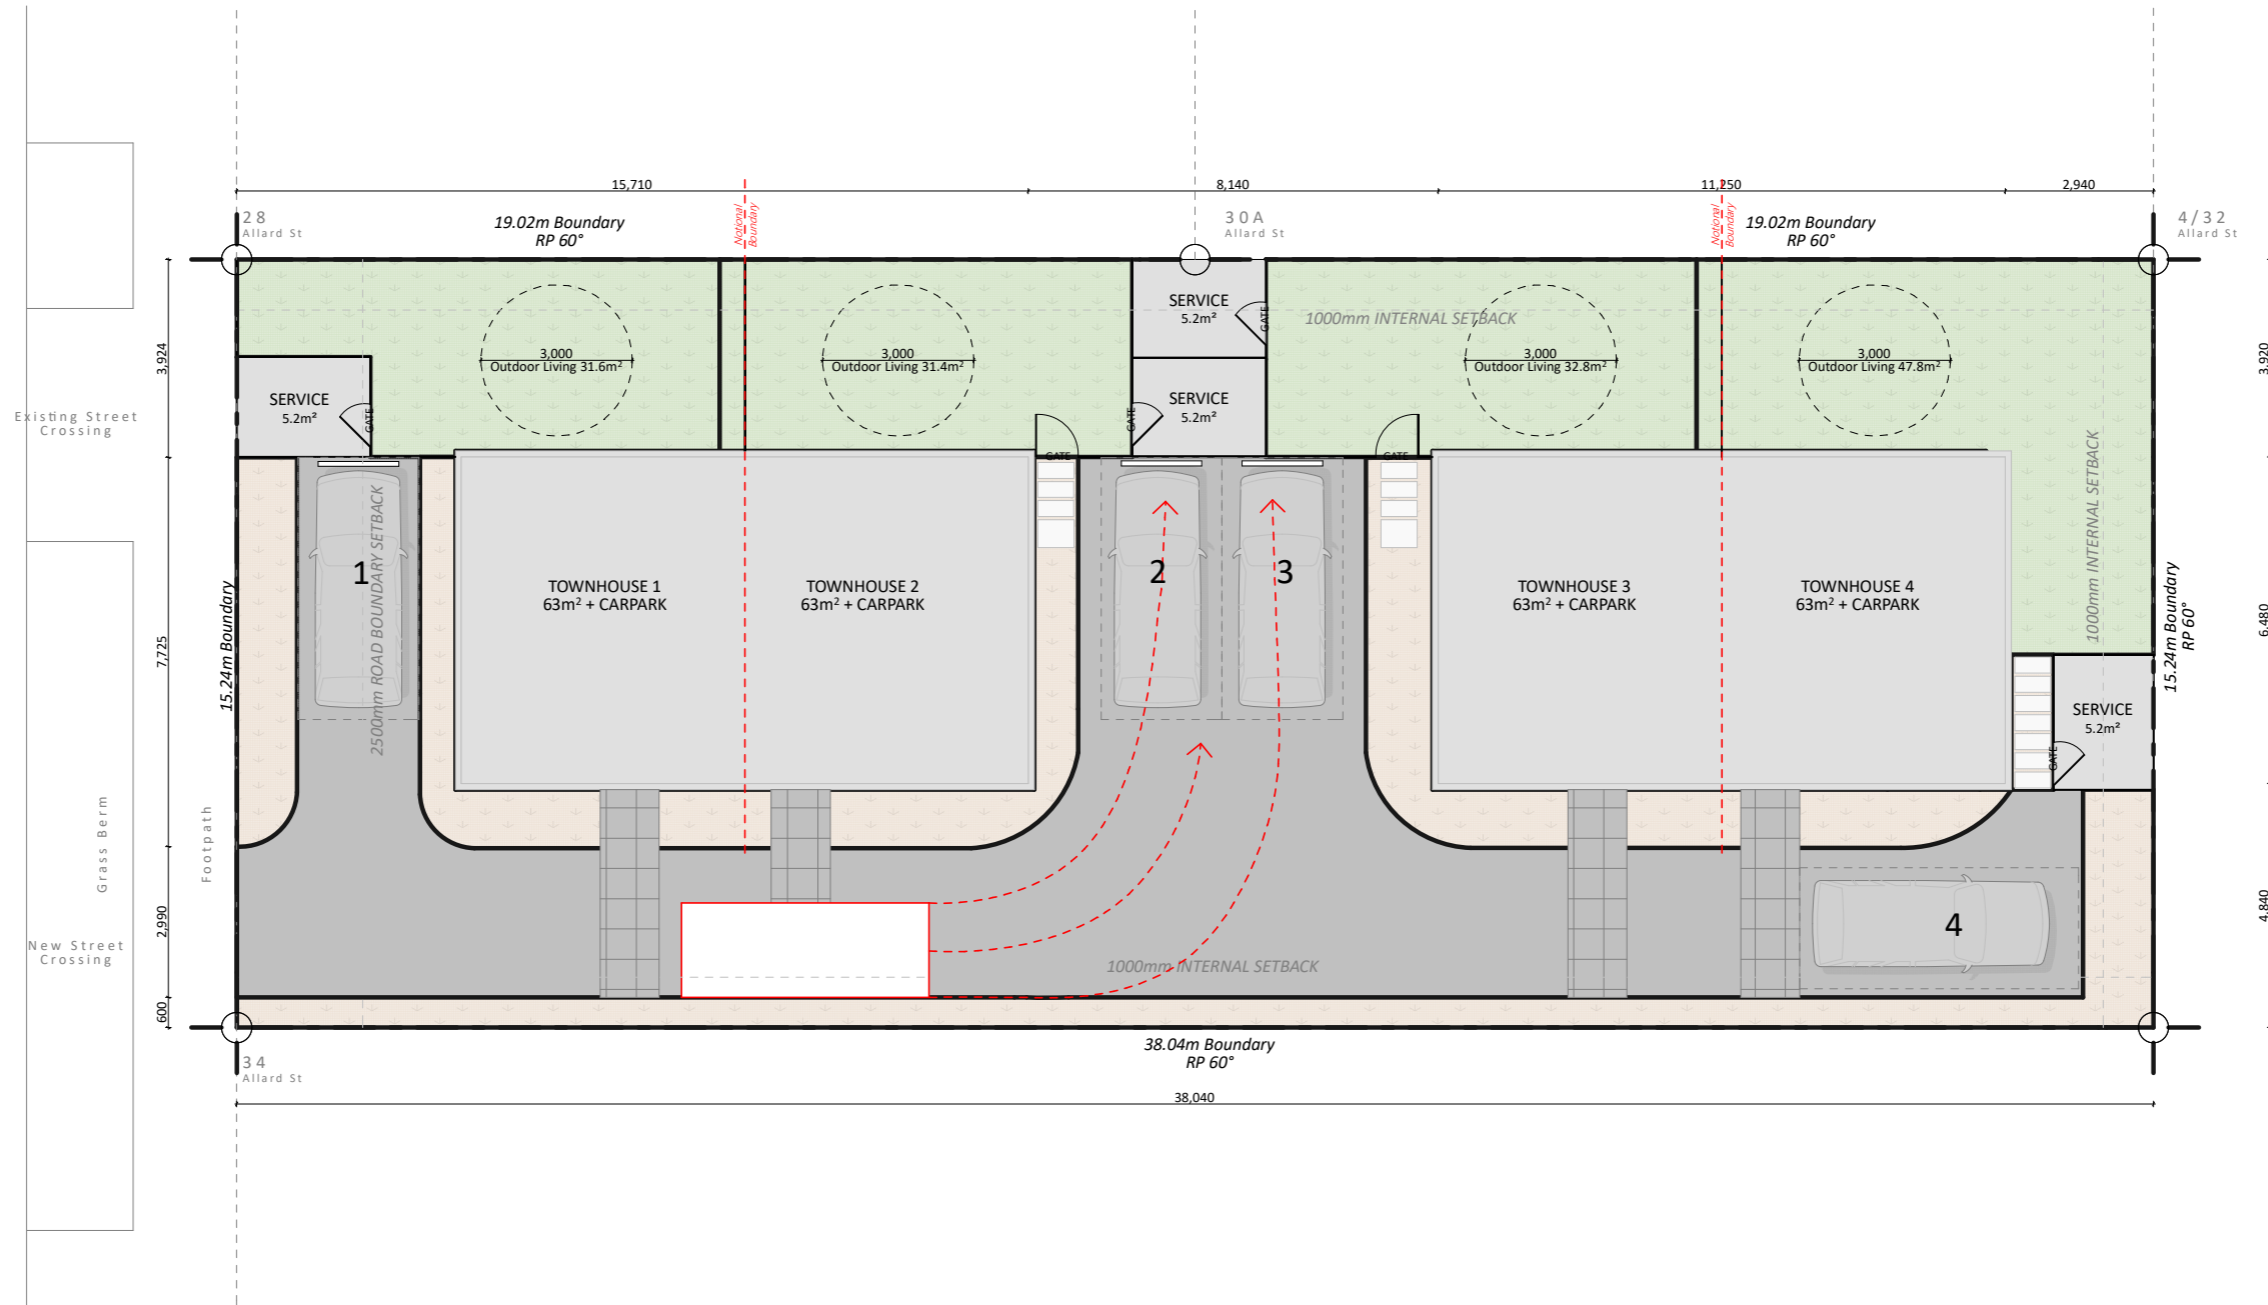 15,710
8,140
11,250
2,940
28
Allard St
19.02m Boundary
RP 60°
Notional
Boundary
30A
Allard St
Notional
Boundary
19.02m Boundary
RP 60°
4/32
Allard St
SERVICE
5.2m²
GATE
1000mm INTERNAL SETBACK
3,924
3,000
Outdoor Living 31.6m²
3,000
Outdoor Living 31.4m²
3,000
Outdoor Living 32.8m²
3,000
Outdoor Living 47.8m²
3,920
Existing Street
Crossing
SERVICE
5.2m²
GATE
GATE
SERVICE
5.2m²
GATE
GATE
1
2500mm ROAD BOUNDARY SETBACK
TOWNHOUSE 1
63m² + CARPARK
TOWNHOUSE 2
63m² + CARPARK
2
3
TOWNHOUSE 3
63m² + CARPARK
TOWNHOUSE 4
63m² + CARPARK
1000mm INTERNAL SETBACK
15.24m Boundary
7,725
15.24m Boundary
RP 60°
6,480
SERVICE
5.2m²
GATE
Grass Berm
Footpath
New Street
Crossing
2,990
600
4
4,840
1000mm INTERNAL SETBACK
34
Allard St
38.04m Boundary
RP 60°
38,040